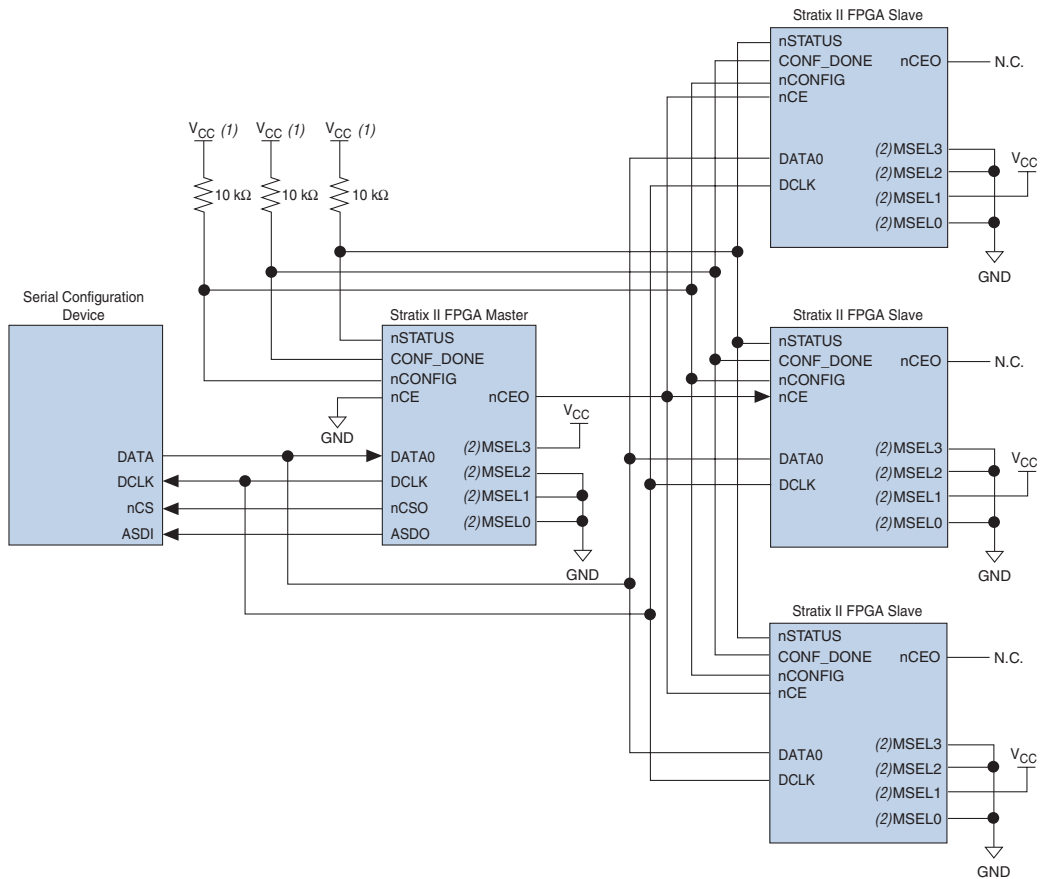 Stratix II FPGA Slave
nSTATUS
CONF_DONE
nCONFIG
nCE
nCEO
N.C.
DATA0
DCLK
(2)MSEL3
(2)MSEL2
(2)MSEL1
(2)MSEL0
VCC
GND
VCC (1)
VCC (1)
VCC (1)
10 kΩ
10 kΩ
10 kΩ
Serial Configuration
Device
DATA
DCLK
nCS
ASDI
Stratix II FPGA Master
nSTATUS
CONF_DONE
nCONFIG
nCE
nCEO
GND
DATA0
DCLK
nCSO
ASDO
(2)MSEL3
(2)MSEL2
(2)MSEL1
(2)MSEL0
VCC
GND
Stratix II FPGA Slave
nSTATUS
CONF_DONE
nCONFIG
nCE
nCEO
N.C.
DATA0
DCLK
(2)MSEL3
(2)MSEL2
(2)MSEL1
(2)MSEL0
VCC
GND
Stratix II FPGA Slave
nSTATUS
CONF_DONE
nCONFIG
nCE
nCEO
N.C.
DATA0
DCLK
(2)MSEL3
(2)MSEL2
(2)MSEL1
(2)MSEL0
VCC
GND